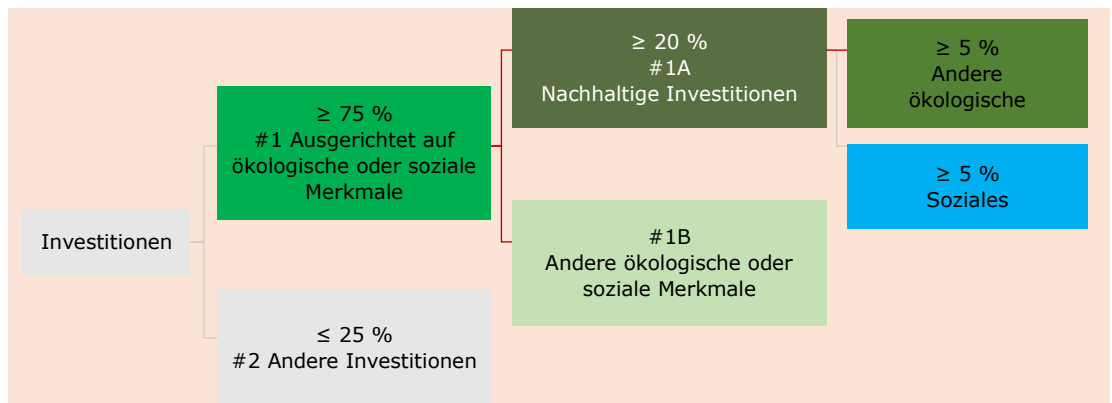 Investitionen
≥ 75 %
#1 Ausgerichtet auf
ökologische oder soziale
Merkmale
≤ 25 %
#2 Andere Investitionen
≥ 20 %
#1A
Nachhaltige Investitionen
#1B
Andere ökologische oder
soziale Merkmale
≥ 5 %
Andere
ökologische
≥ 5 %
Soziales